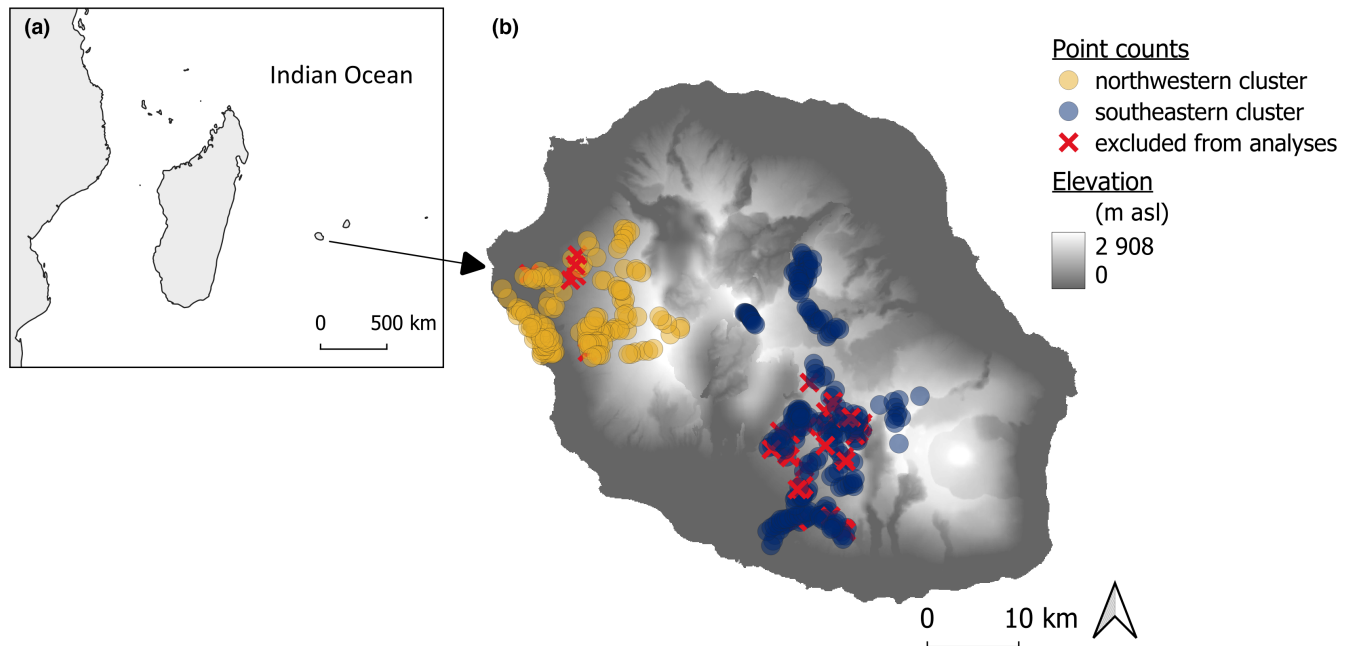 (a)
Indian Ocean
0 500 km
(b)
Point counts
northwestern cluster
southeastern cluster
excluded from analyses
Elevation
(m asl)
2 908
0
0 10 km